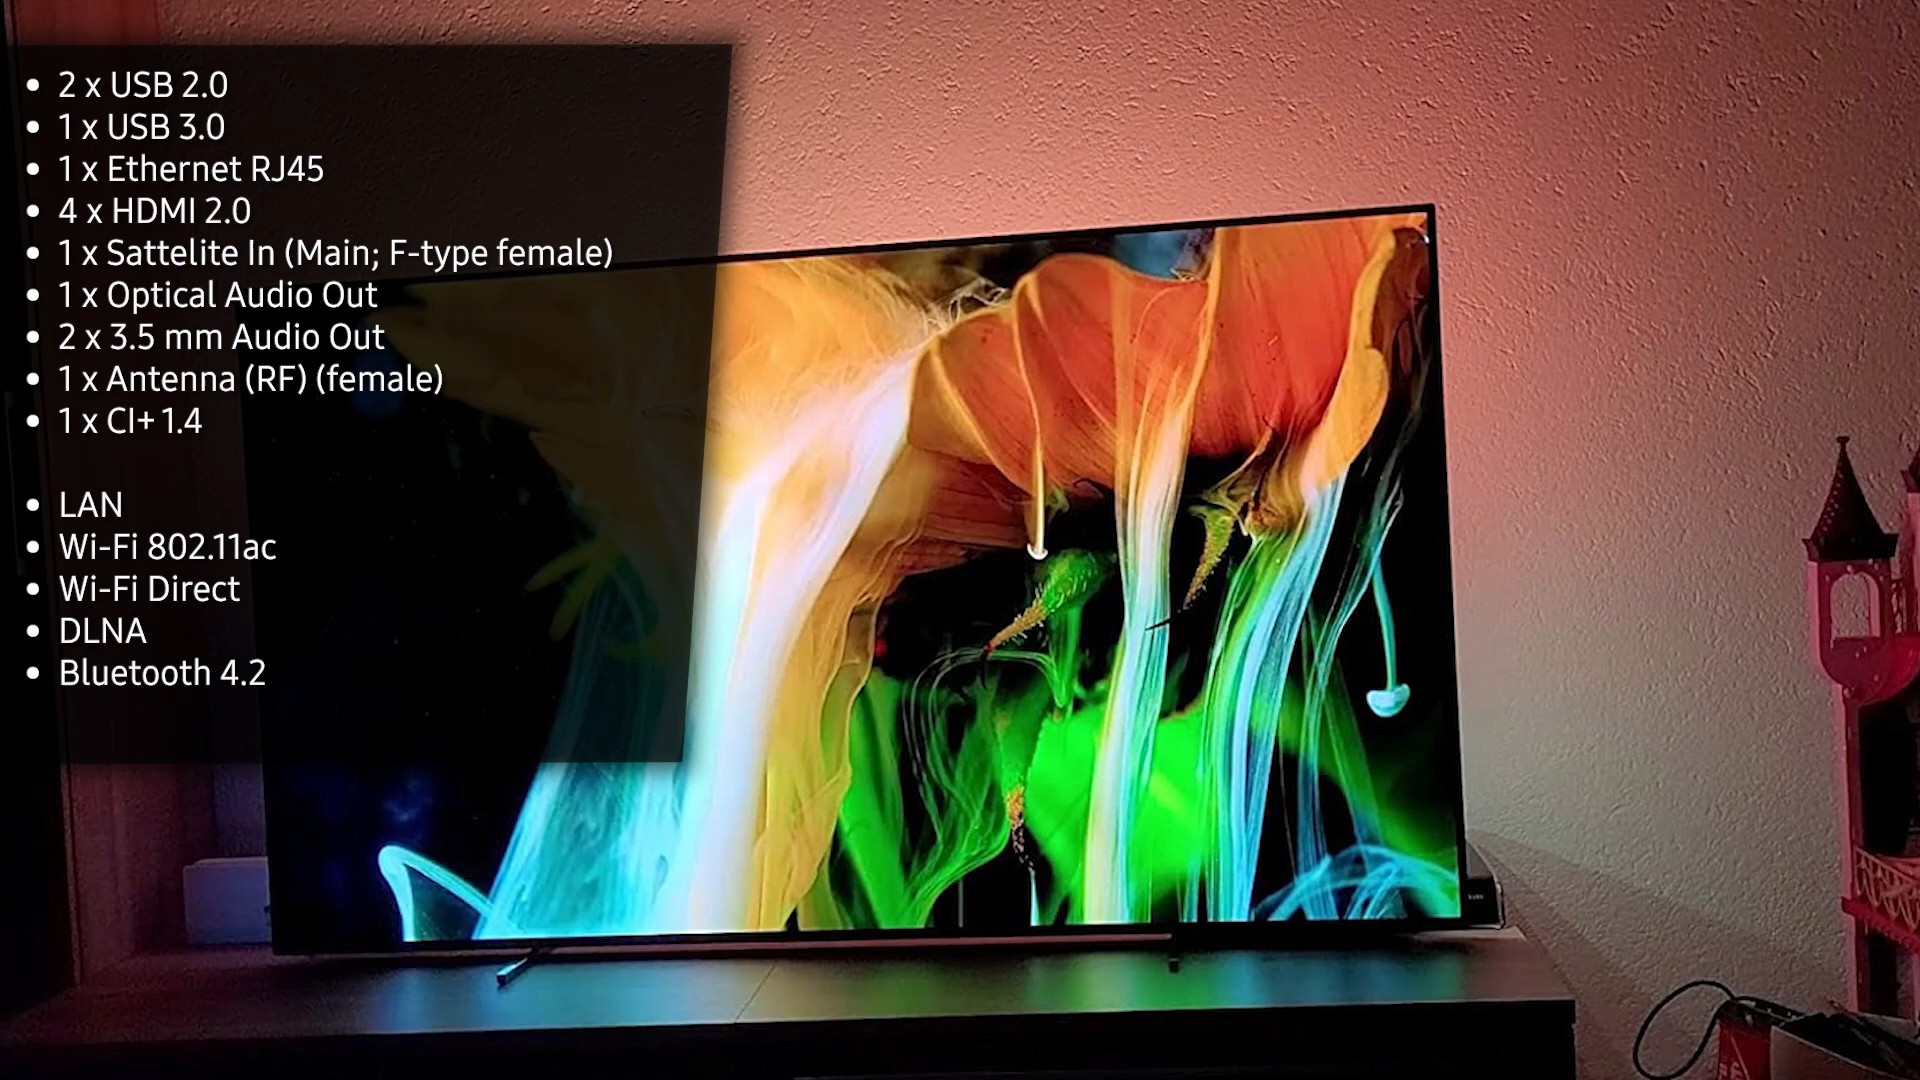 • 2 x USB 2.0
• 1 x USB 3.0
• 1 x Ethernet RJ45
• 4 x HDMI 2.0
• 1 x Sattelite In (Main; F-type female)
• 1 x Optical Audio Out
• 2 x 3.5 mm Audio Out
• 1 x Antenna (RF) (female)
• 1 x CI+ 1.4
• LAN
• Wi-Fi 802.11ac
• Wi-Fi Direct
• DLNA
• Bluetooth 4.2